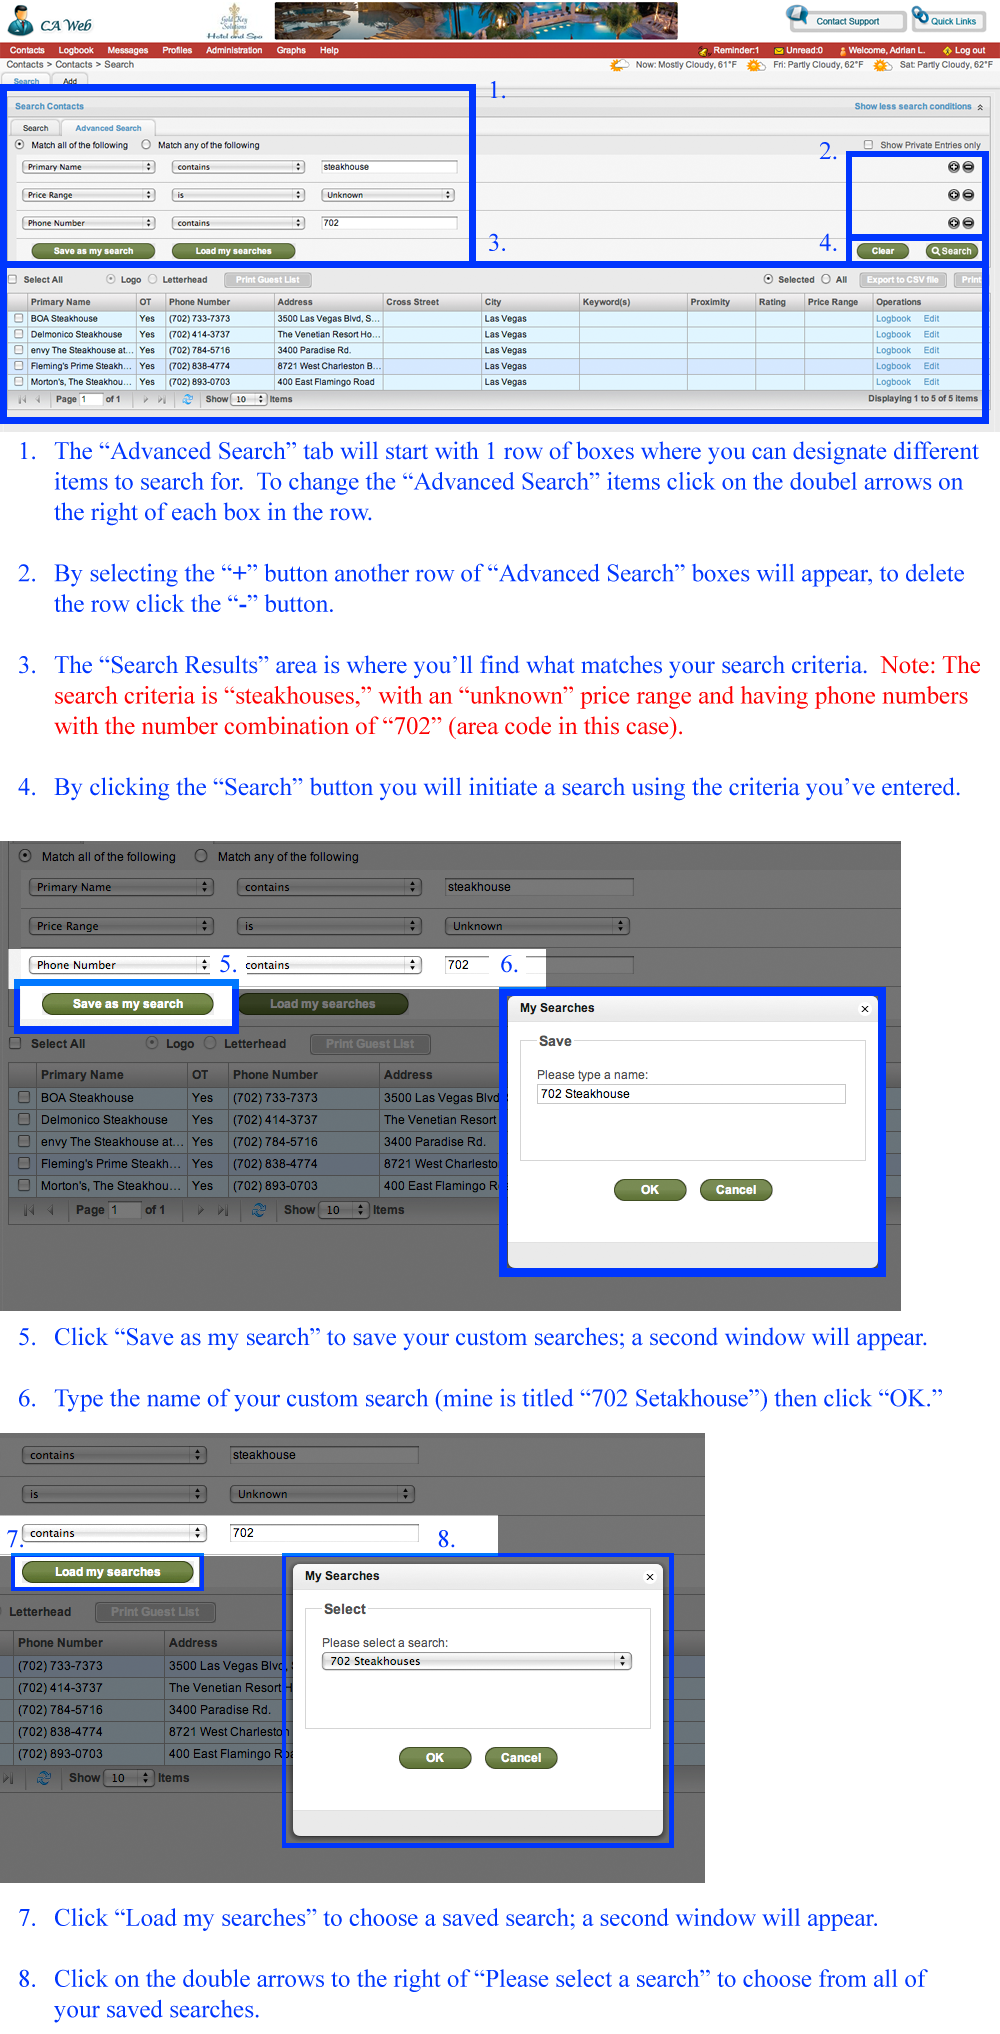 CA Web
Gold Key
Solutions
Hotel and Spa
Contact Support
Quick Links
Contacts Logbook Messages Profiles Administration Graphs Help
Reminder:1 Unread:0 Welcome, Adrian L. Log out
Contacts > Contacts > Search
Now: Mostly Cloudy, 61°F Fri: Partly Cloudy, 62°F Sat: Partly Cloudy, 62°F
Search Add
1.
Search Contacts
Show less search conditions
Search Advanced Search
Match all of the following Match any of the following
2.
Show Private Entries only
Primary Name contains steakhouse
Price Range is Unknown
Phone Number contains 702
3.
4.
Save as my search Load my searches
Clear Search
Select All Logo Letterhead Print Guest List
Selected All Export to CSV file Print
Primary Name OT Phone Number Address Cross Street City Keyword(s) Proximity Rating Price Range Operations
BOA Steakhouse Yes (702) 733-7373 3500 Las Vegas Blvd, S... Las Vegas Logbook Edit
Delmonico Steakhouse Yes (702) 414-3737 The Venetian Resort Ho... Las Vegas Logbook Edit
envy The Steakhouse at... Yes (702) 784-5716 3400 Paradise Rd. Las Vegas Logbook Edit
Fleming's Prime Steakh... Yes (702) 838-4774 8721 West Charleston B... Las Vegas Logbook Edit
Morton's, The Steakhou... Yes (702) 893-0703 400 East Flamingo Road Las Vegas Logbook Edit
Page 1 of 1 Show 10 Items
Displaying 1 to 5 of 5 items
1. The “Advanced Search” tab will start with 1 row of boxes where you can designate different
items to search for. To change the “Advanced Search” items click on the doubel arrows on
the right of each box in the row.
2. By selecting the “+” button another row of “Advanced Search” boxes will appear, to delete
the row click the “-” button.
3. The “Search Results” area is where you’ll find what matches your search criteria. Note: The
search criteria is “steakhouses,” with an “unknown” price range and having phone numbers
with the number combination of “702” (area code in this case).
4. By clicking the “Search” button you will initiate a search using the criteria you’ve entered.
Match all of the following Match any of the following
Primary Name contains steakhouse
Price Range is Unknown
Phone Number 5. contains 702 6.
Save as my search Load my searches
Select All Logo Letterhead Print Guest List
Primary Name OT Phone Number Address
BOA Steakhouse Yes (702) 733-7373 3500 Las Vegas Blvd
Delmonico Steakhouse Yes (702) 414-3737 The Venetian Resort
envy The Steakhouse at... Yes (702) 784-5716 3400 Paradise Rd.
Fleming's Prime Steakh... Yes (702) 838-4774 8721 West Charlesto
Morton's, The Steakhou... Yes (702) 893-0703 400 East Flamingo R
Page 1 of 1 Show 10 Items
My Searches
Save
Please type a name:
702 Steakhouse
OK Cancel
5. Click “Save as my search” to save your custom searches; a second window will appear.
6. Type the name of your custom search (mine is titled “702 Setakhouse”) then click “OK.”
contains steakhouse
is Unknown
7. contains 702 8.
Load my searches
Letterhead Print Guest List
Phone Number Address
(702) 733-7373 3500 Las Vegas Blvd,
(702) 414-3737 The Venetian Resort H
(702) 784-5716 3400 Paradise Rd.
(702) 838-4774 8721 West Charleston
(702) 893-0703 400 East Flamingo Roa
Show 10 Items
My Searches
Select
Please select a search:
702 Steakhouses
OK Cancel
7. Click “Load my searches” to choose a saved search; a second window will appear.
8. Click on the double arrows to the right of “Please select a search” to choose from all of
your saved searches.